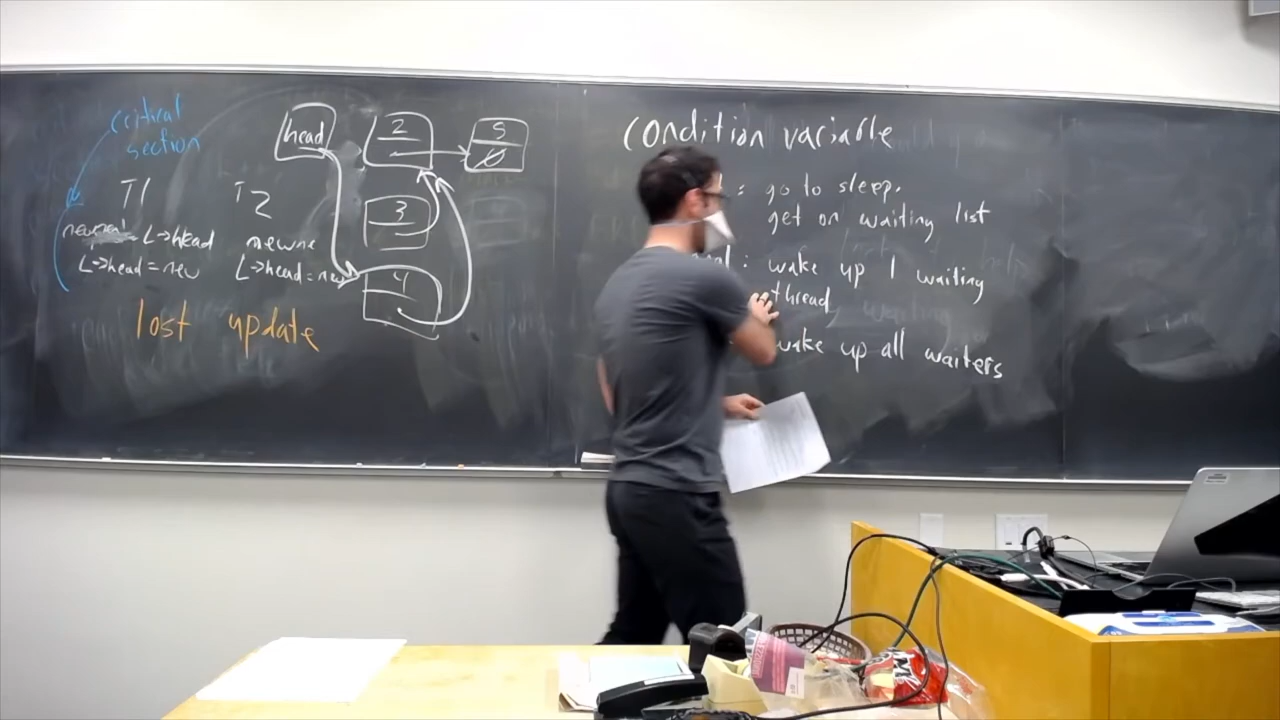 critical
section
T1
T2
L->head
newne
L->head = new
L->head = new
lost update
head
2
5
3
4
condition variable
: go to sleep.
get on waiting list
: wake up 1 waiting
thread
wake up all waiters